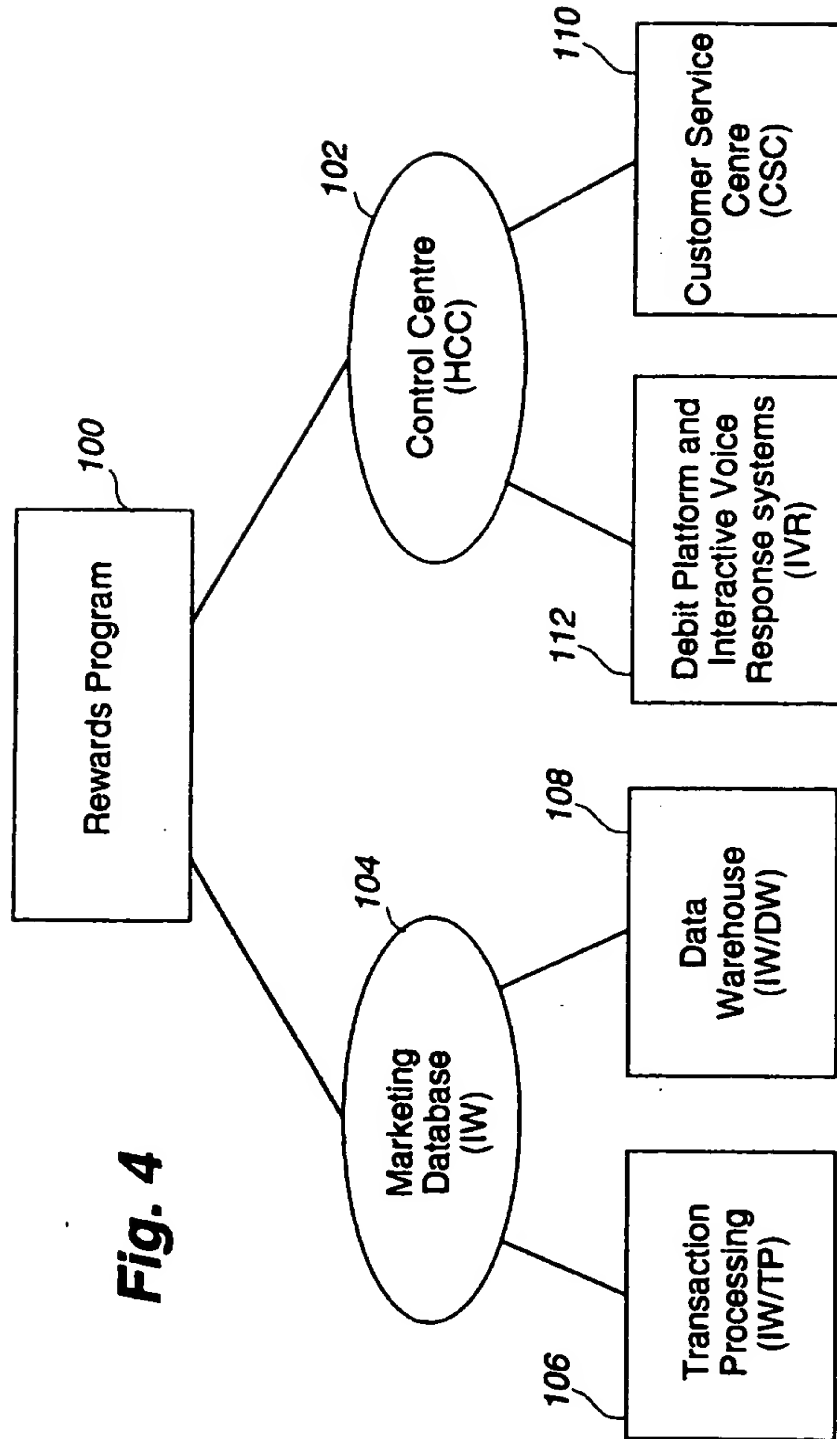 Fig. 4
Rewards Program
100
Marketing
Database
(IW)
104
Control Centre
(HCC)
102
Transaction
Processing
(IW/TP)
106
Data
Warehouse
(IW/DW)
108
Debit Platform and
Interactive Voice
Response systems
(IVR)
112
Customer Service
Cenre
(CSC)
110